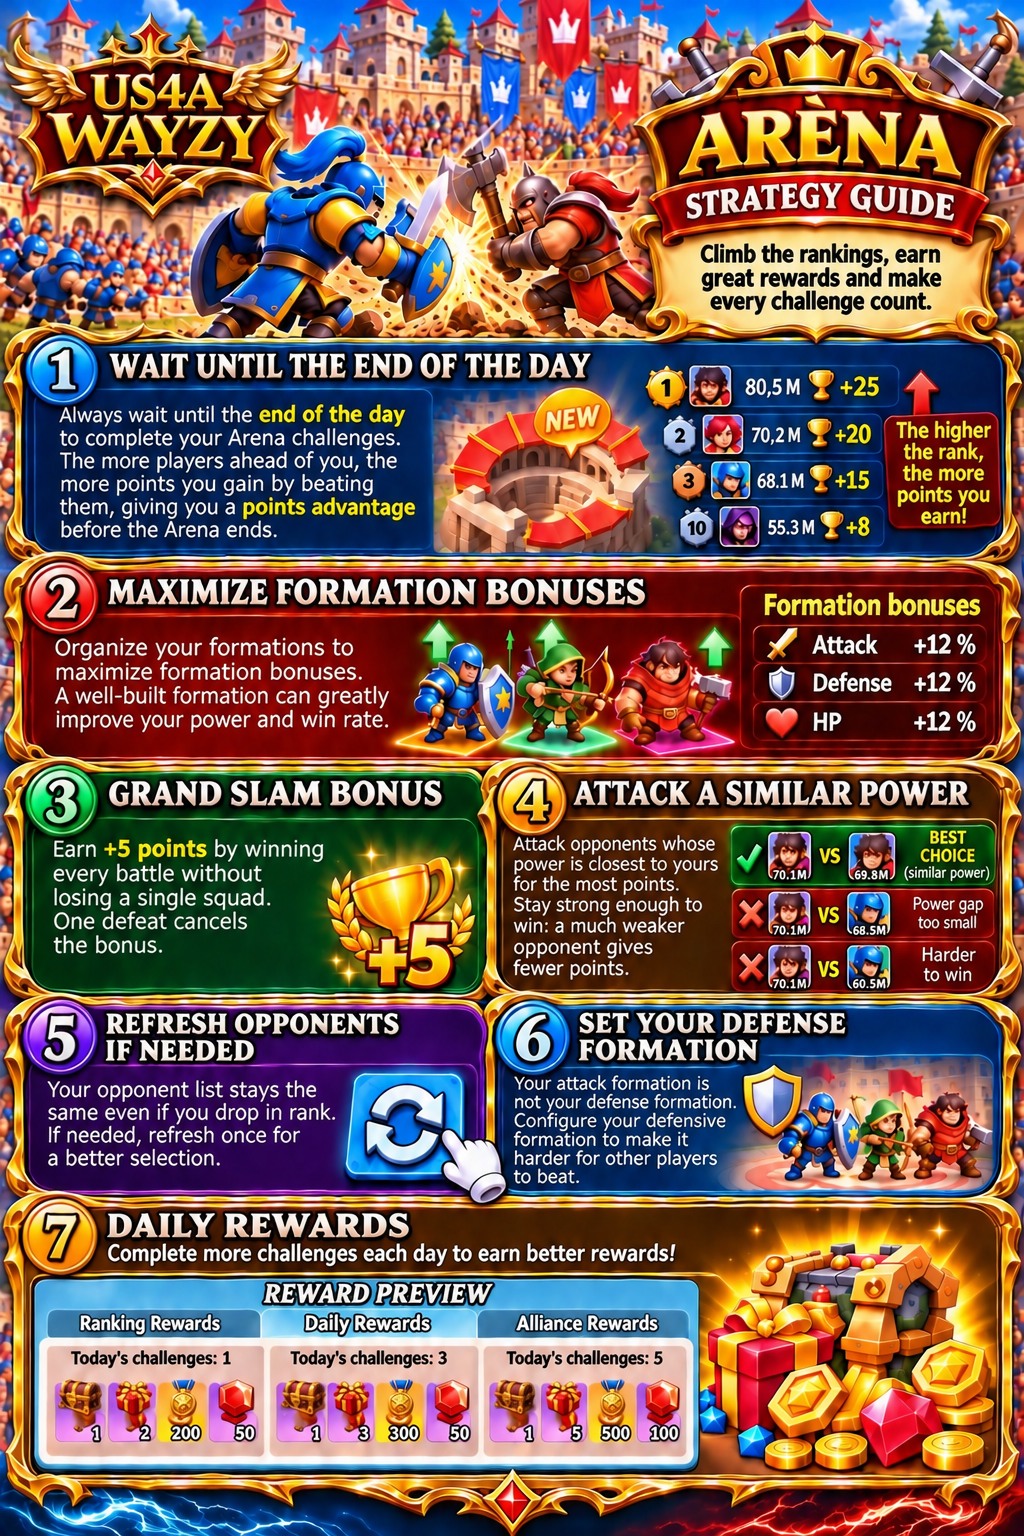 US4A
WAYZY
ARÈNA
STRATEGY GUIDE
Climb the rankings, earn
great rewards and make
every challenge count.
1
WAIT UNTIL THE END OF THE DAY
Always wait until the end of the day
to complete your Arena challenges.
The more players ahead of you, the
more points you gain by beating
them, giving you a points advantage
before the Arena ends.
NEW
1 80,5 M +25
2 70,2 M +20
3 68.1 M +15
10 55.3 M +8
The higher
the rank,
the more
points you
earn!
2
MAXIMIZE FORMATION BONUSES
Organize your formations to
maximize formation bonuses.
A well-built formation can greatly
improve your power and win rate.
Formation bonuses
Attack +12 %
Defense +12 %
HP +12 %
3
GRAND SLAM BONUS
Earn +5 points by winning
every battle without
losing a single squad.
One defeat cancels
the bonus.
+5
4
ATTACK A SIMILAR POWER
Attack opponents whose
power is closest to yours
for the most points.
Stay strong enough to
win: a much weaker
opponent gives
fewer points.
70.1M VS 69.8M
BEST
CHOICE
(similar power)
70.1M VS 68.5M
Power gap
too small
70.1M VS 60.5M
Harder
to win
5
REFRESH OPPONENTS
IF NEEDED
Your opponent list stays the
same even if you drop in rank.
If needed, refresh once for
a better selection.
6
SET YOUR DEFENSE
FORMATION
Your attack formation is
not your defense formation.
Configure your defensive
formation to make it
harder for other players
to beat.
7
DAILY REWARDS
Complete more challenges each day to earn better rewards!
REWARD PREVIEW
Ranking Rewards
Daily Rewards
Alliance Rewards
Today's challenges: 1
1 2 200 50
Today's challenges: 3
1 3 300 50
Today's challenges: 5
1 5 500 100